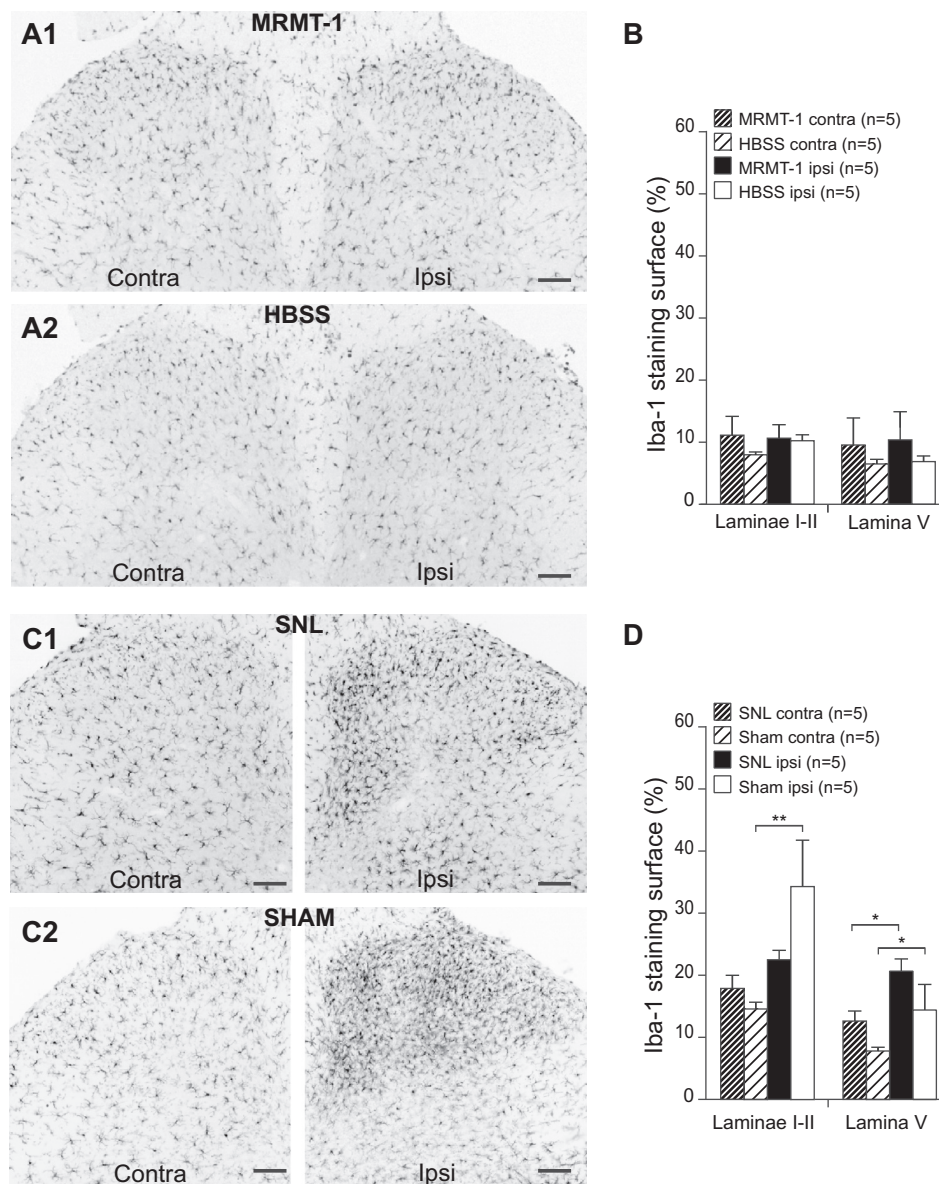 A1
MRMT-1
Contra
Ipsi
A2
HBSS
Contra
Ipsi
B
MRMT-1 contra (n=5)
HBSS contra (n=5)
MRMT-1 ipsi (n=5)
HBSS ipsi (n=5)
Iba-1 staining surface (%)
60
50
40
30
20
10
0
Laminae I-II
Lamina V
C1
SNL
Contra
Ipsi
C2
SHAM
Contra
Ipsi
D
SNL contra (n=5)
Sham contra (n=5)
SNL ipsi (n=5)
Sham ipsi (n=5)
Iba-1 staining surface (%)
60
50
40
30
20
10
0
**
*
*
Laminae I-II
Lamina V